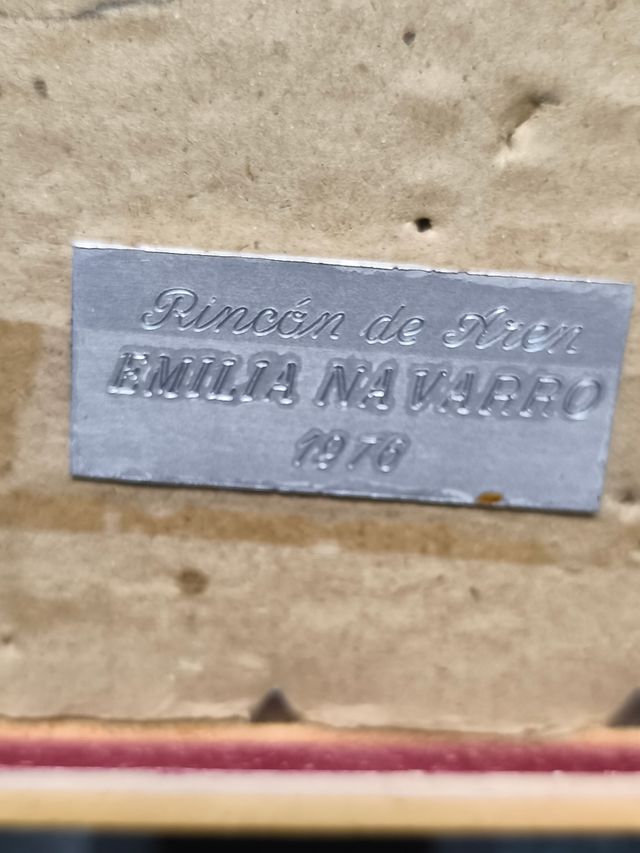 Rincón de Aren
EMILIA NAVARRO
1976